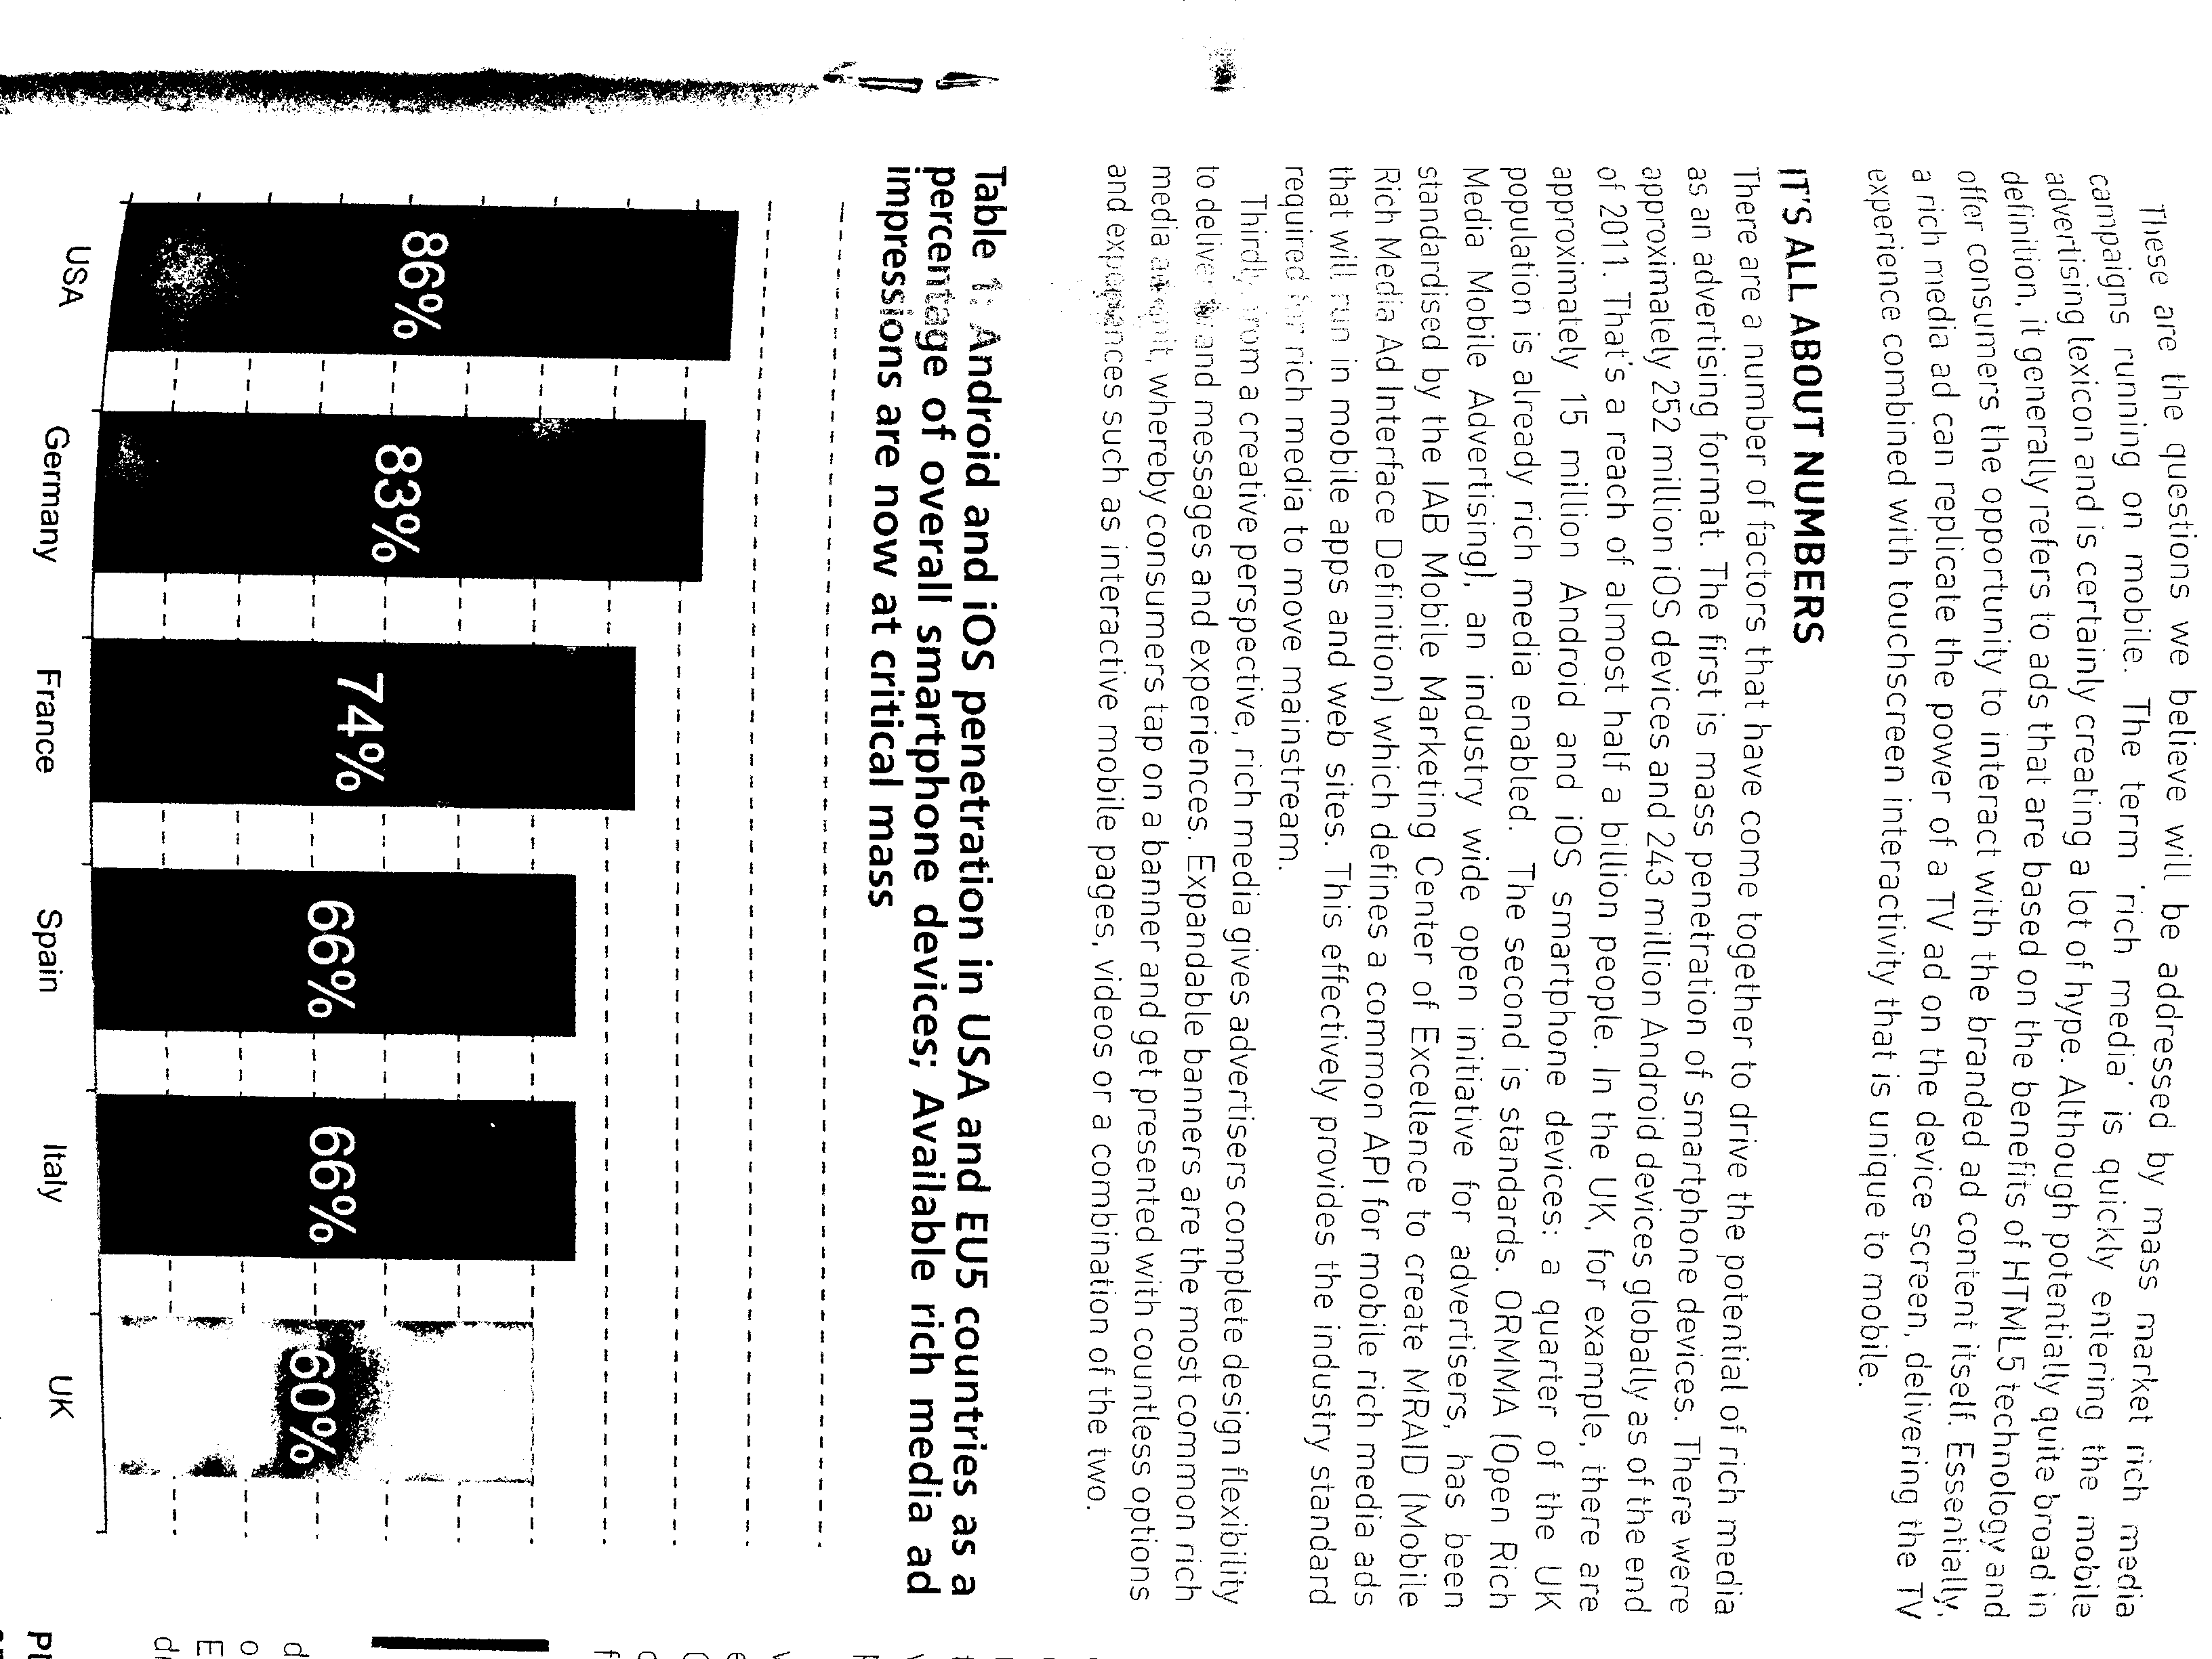 These are the questions we believe will be addressed by mass market rich media
campaigns running on mobile. The term 'rich media' is quickly entering the mobile
advertising lexicon and is certainly creating a lot of hype. Although potentially quite broad in
definition, it generally refers to ads that are based on the benefits of HTML5 technology and
offer consumers the opportunity to interact with the branded ad content itself. Essentially,
a rich media ad can replicate the power of a TV ad on the device screen, delivering the TV
experience combined with touchscreen interactivity that is unique to mobile.
IT'S ALL ABOUT NUMBERS
There are a number of factors that have come together to drive the potential of rich media
as an advertising format. The first is mass penetration of smartphone devices. There were
approximately 252 million iOS devices and 243 million Android devices globally as of the end
of 2011. That's a reach of almost half a billion people. In the UK, for example, there are
approximately 15 million Android and iOS smartphone devices: a quarter of the UK
population is already rich media enabled. The second is standards. ORMMA (Open Rich
Media Mobile Advertising), an industry wide open initiative for advertisers, has been
standardised by the IAB Mobile Marketing Center of Excellence to create MRAID (Mobile
Rich Media Ad Interface Definition) which defines a common API for mobile rich media ads
that will run in mobile apps and web sites. This effectively provides the industry standard
required for rich media to move mainstream.
Thirdly, from a creative perspective, rich media gives advertisers complete design flexibility
to deliver brand messages and experiences. Expandable banners are the most common rich
media ad unit, whereby consumers tap on a banner and get presented with countless options
and experiences such as interactive mobile pages, videos or a combination of the two.
Table 1: Android and iOS penetration in USA and EU5 countries as a
percentage of overall smartphone devices; Available rich media ad
impressions are now at critical mass
86% 83% 74% 66% 66% 60%
USA Germany France Spain Italy UK